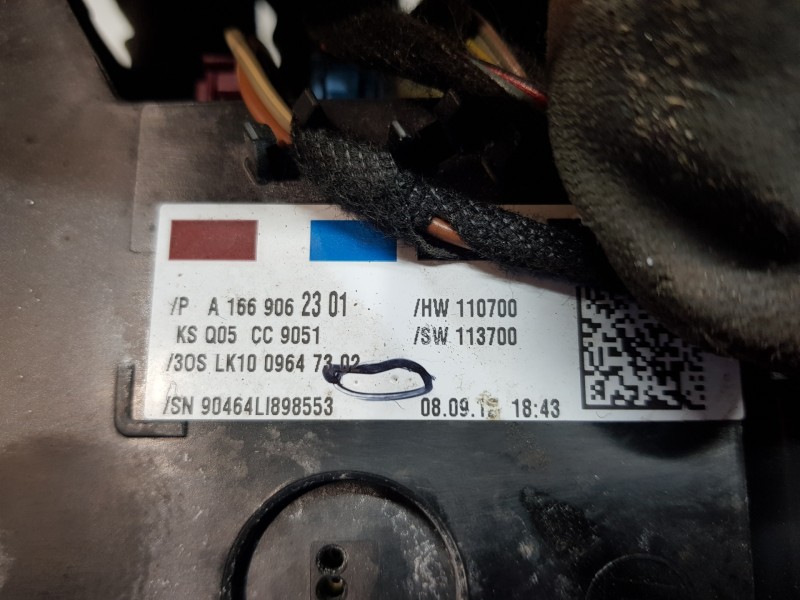 /P A 166 906 23 01 /HW 110700
KS Q05 CC 9051 /SW 113700
/3OS LK10 0964 73 02
/SN 90464LI898553 18:43